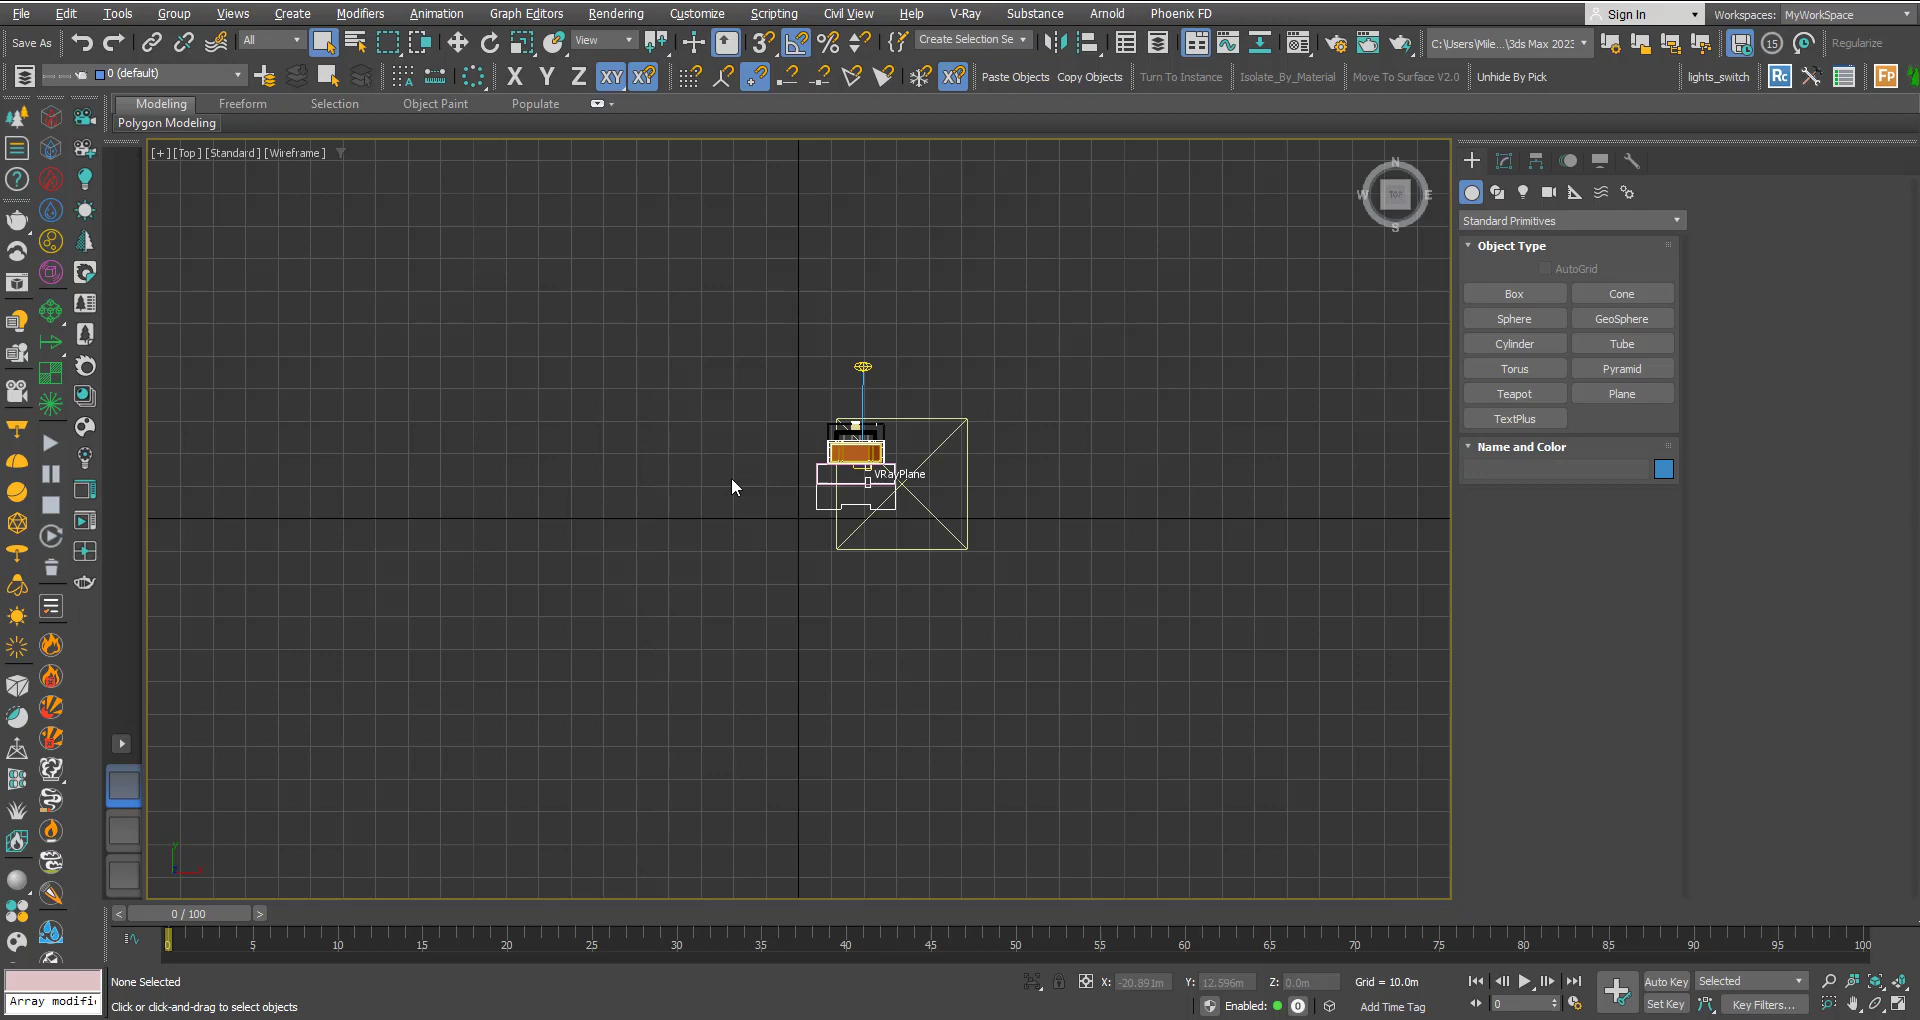 File Edit Tools Group Views Create Modifiers Animation Graph Editors Rendering Customize Scripting Civil View Help V-Ray Substance Arnold Phoenix FD Sign In Workspaces: MyWorkSpace
Save As All View Create Selection Se C:\Users\Mile...\3ds Max 2023 15 Regularize
0 (default) X Y Z XY XY Paste Objects Copy Objects Turn To Instance Isolate_By_Material Move To Surface V2.0 Unhide By Pick lights_switch Rc Fp
Modeling Freeform Selection Object Paint Populate
Polygon Modeling
[+] [Top] [Standard] [Wireframe]
N
W TOP E
S
Standard Primitives
Object Type
AutoGrid
Box Cone
Sphere GeoSphere
Cylinder Tube
Torus Pyramid
Teapot Plane
TextPlus
Name and Color
VRayPlane
y
< 0 / 100 >
0 5 10 15 20 25 30 35 40 45 50 55 60 65 70 75 80 85 90 95 100
None Selected X: -20.891m Y: 12.596m Z: 0.0m Grid = 10.0m Auto Key Selected
Array modifi Click or click-and-drag to select objects Enabled: 0 Add Time Tag 0 Set Key Key Filters...